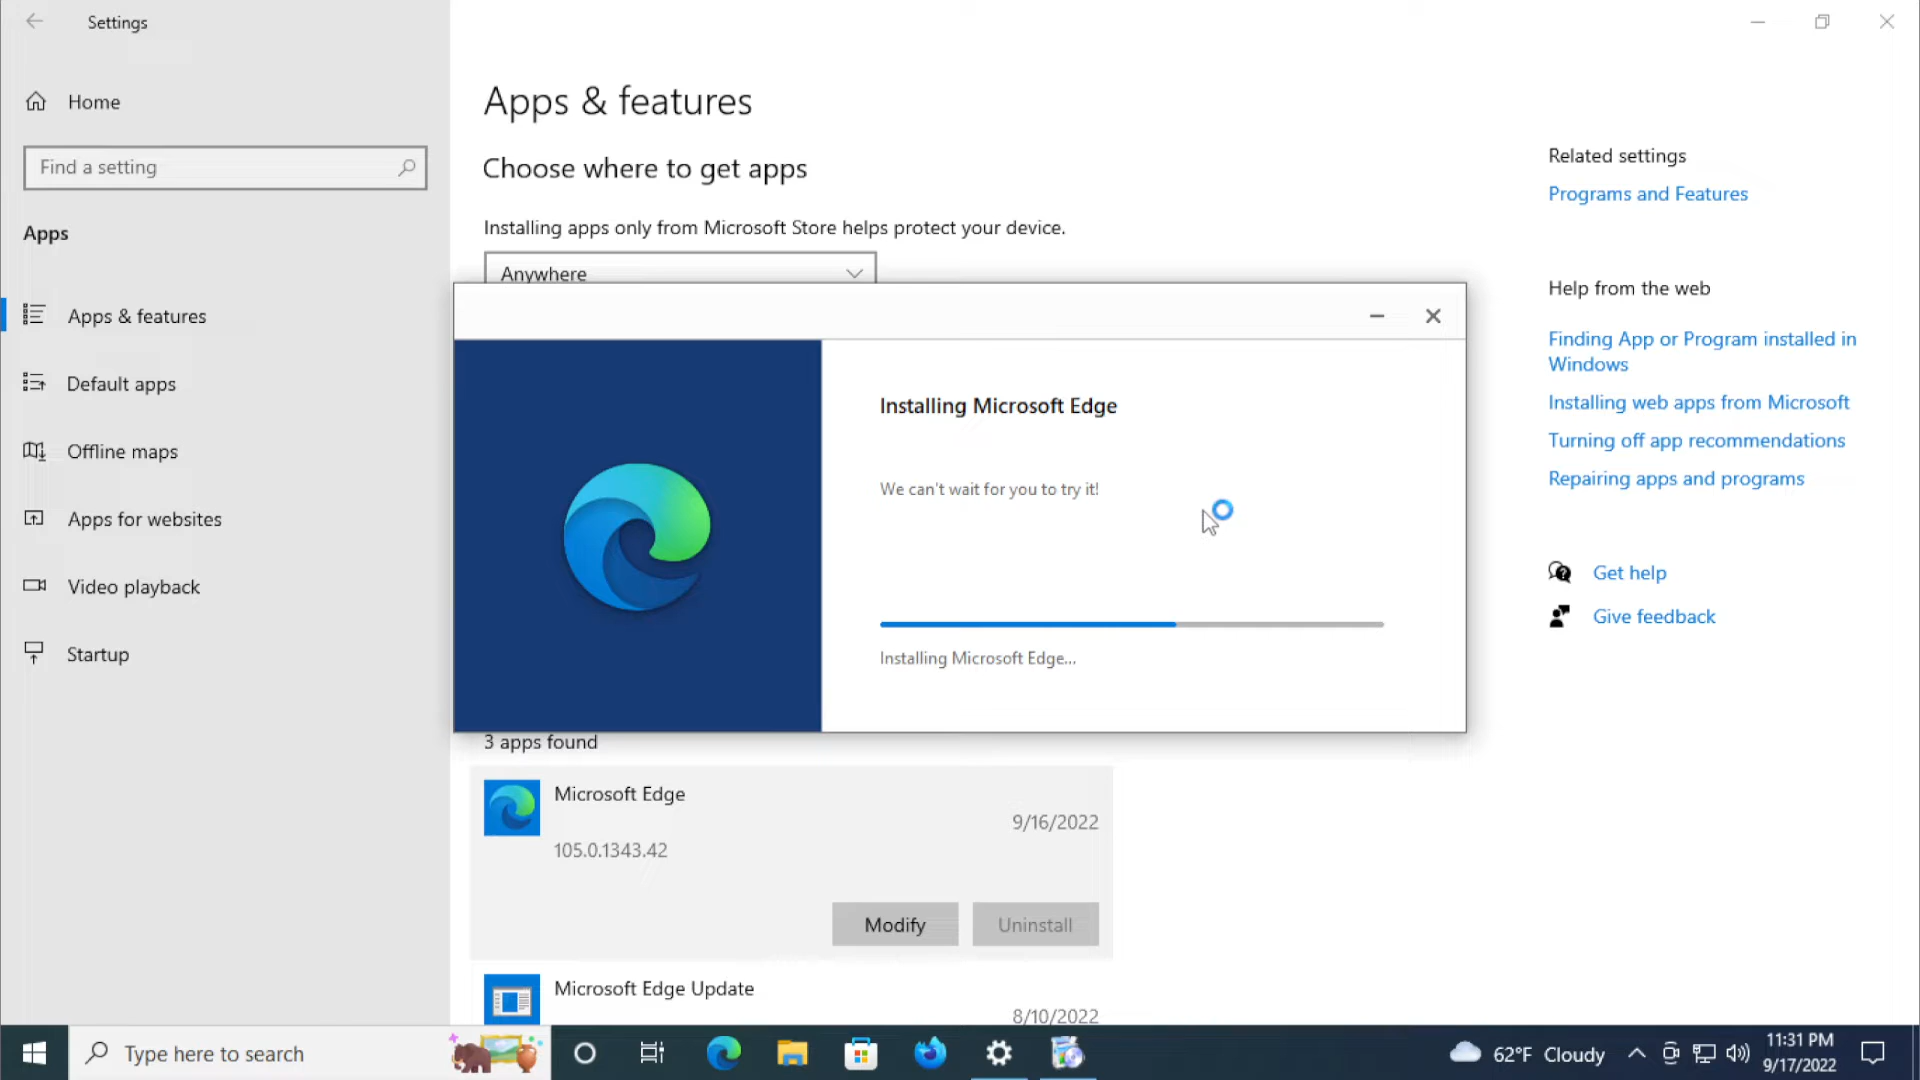 Settings
Home
Find a setting
Apps
Apps & features
Default apps
Offline maps
Apps for websites
Video playback
Startup
Apps & features
Choose where to get apps
Installing apps only from Microsoft Store helps protect your device.
Anywhere
Installing Microsoft Edge
We can't wait for you to try it!
Installing Microsoft Edge...
3 apps found
Microsoft Edge
9/16/2022
105.0.1343.42
Modify
Uninstall
Microsoft Edge Update
8/10/2022
Related settings
Programs and Features
Help from the web
Finding App or Program installed in
Windows
Installing web apps from Microsoft
Turning off app recommendations
Repairing apps and programs
Get help
Give feedback
Type here to search
62°F Cloudy
11:31 PM
9/17/2022